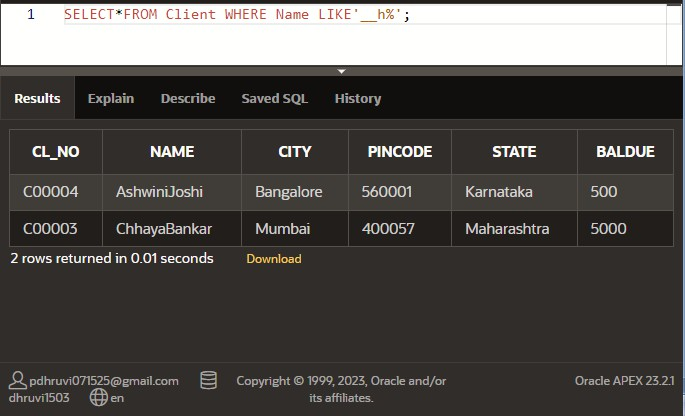 1 SELECT*FROM Client WHERE Name LIKE'__h%';
Results Explain Describe Saved SQL History
CL_NO NAME CITY PINCODE STATE BALDUE
C00004 AshwiniJoshi Bangalore 560001 Karnataka 500
C00003 ChhayaBankar Mumbai 400057 Maharashtra 5000
2 rows returned in 0.01 seconds Download
pdhruvi071525@gmail.com Copyright © 1999, 2023, Oracle and/or Oracle APEX 23.2.1
dhruvi1503 en its affiliates.